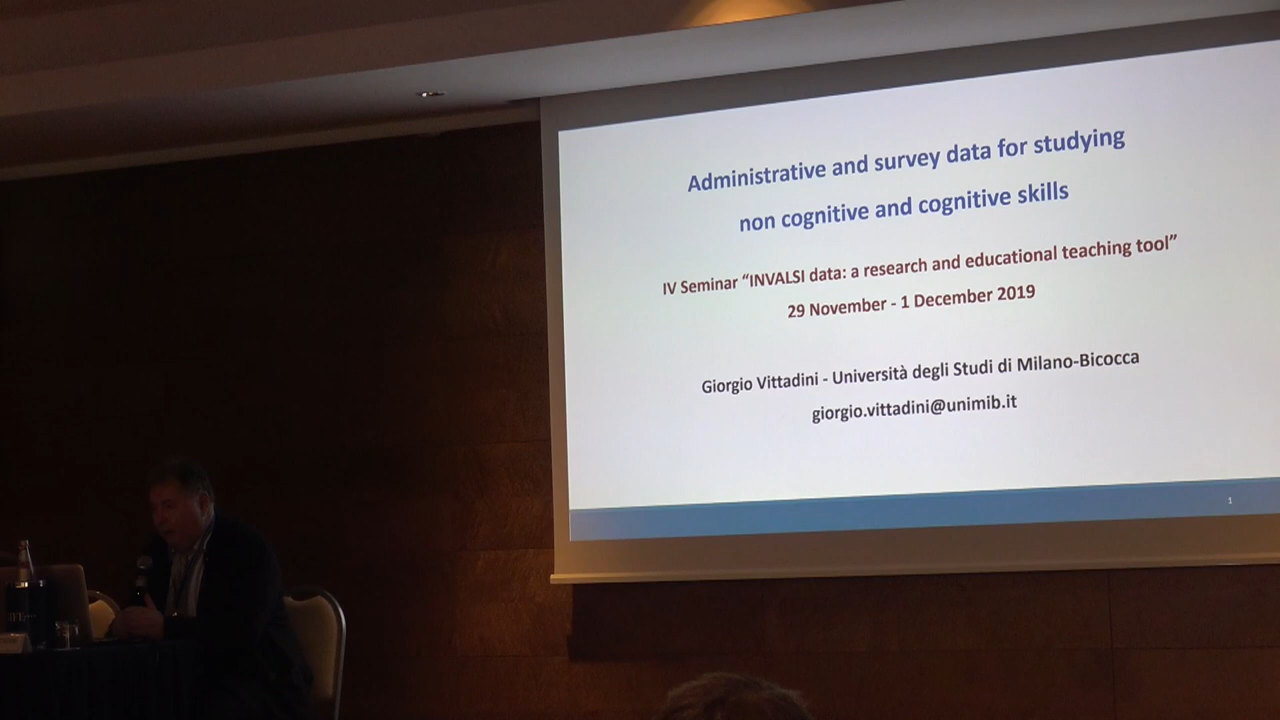 Administrative and survey data for studying
non cognitive and cognitive skills
IV Seminar “INVALSI data: a research and educational teaching tool”
29 November - 1 December 2019
Giorgio Vittadini - Università degli Studi di Milano-Bicocca
giorgio.vittadini@unimib.it
1